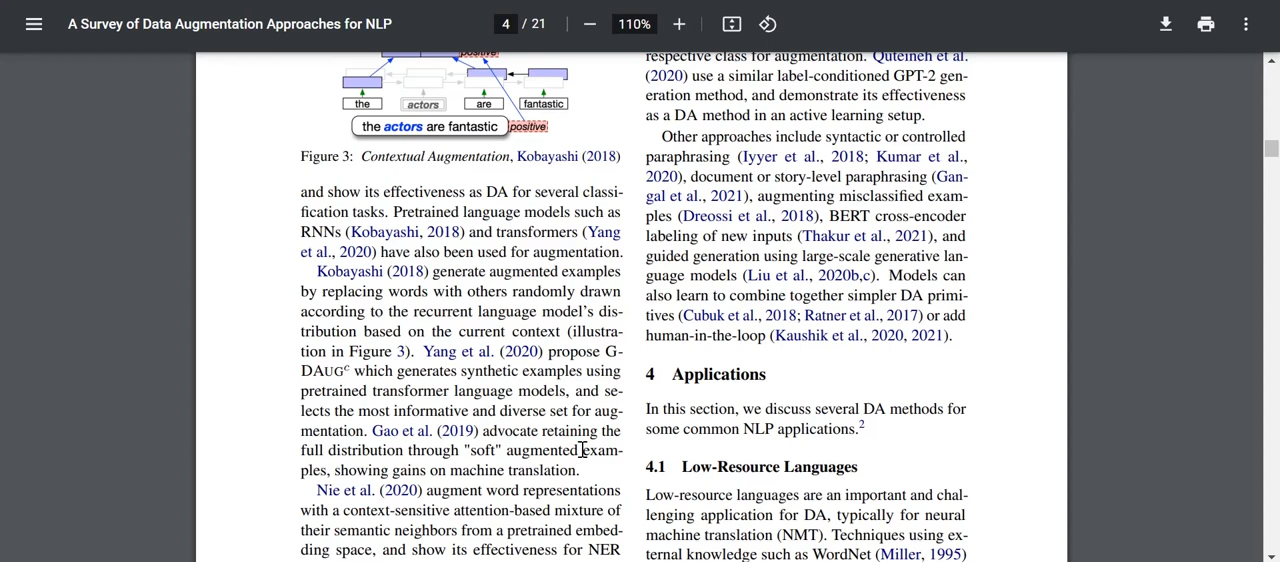 A Survey of Data Augmentation Approaches for NLP
4 / 21
110%
positive
the actors are fantastic
the actors are fantastic positive
Figure 3: Contextual Augmentation, Kobayashi (2018)
and show its effectiveness as DA for several classi-
fication tasks. Pretrained language models such as
RNNs (Kobayashi, 2018) and transformers (Yang
et al., 2020) have also been used for augmentation.
Kobayashi (2018) generate augmented examples
by replacing words with others randomly drawn
according to the recurrent language model's dis-
tribution based on the current context (illustra-
tion in Figure 3). Yang et al. (2020) propose G-
DAUGc which generates synthetic examples using
pretrained transformer language models, and se-
lects the most informative and diverse set for aug-
mentation. Gao et al. (2019) advocate retaining the
full distribution through "soft" augmented exam-
ples, showing gains on machine translation.
Nie et al. (2020) augment word representations
with a context-sensitive attention-based mixture of
their semantic neighbors from a pretrained embed-
ding space, and show its effectiveness for NER
respective class for augmentation. Quteineh et al.
(2020) use a similar label-conditioned GPT-2 gen-
eration method, and demonstrate its effectiveness
as a DA method in an active learning setup.
Other approaches include syntactic or controlled
paraphrasing (Iyyer et al., 2018; Kumar et al.,
2020), document or story-level paraphrasing (Gan-
gal et al., 2021), augmenting misclassified exam-
ples (Dreossi et al., 2018), BERT cross-encoder
labeling of new inputs (Thakur et al., 2021), and
guided generation using large-scale generative lan-
guage models (Liu et al., 2020b,c). Models can
also learn to combine together simpler DA primi-
tives (Cubuk et al., 2018; Ratner et al., 2017) or add
human-in-the-loop (Kaushik et al., 2020, 2021).
4 Applications
In this section, we discuss several DA methods for
some common NLP applications.2
4.1 Low-Resource Languages
Low-resource languages are an important and chal-
lenging application for DA, typically for neural
machine translation (NMT). Techniques using ex-
ternal knowledge such as WordNet (Miller, 1995)